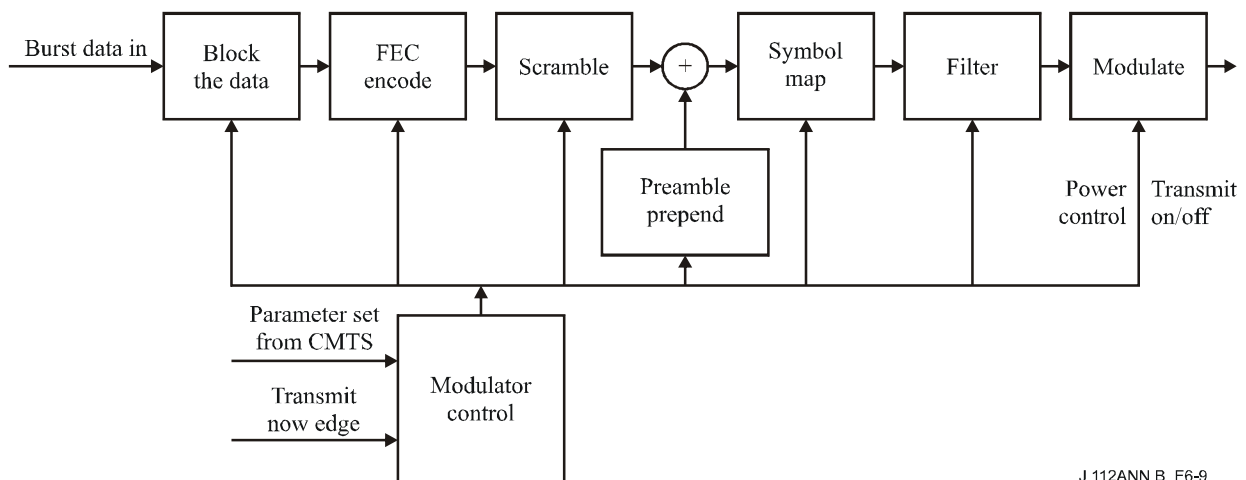 Burst data in
Block
the data
FEC
encode
Scramble
+
Symbol
map
Filter
Modulate
Preamble
prepend
Power
control
Transmit
on/off
Parameter set
from CMTS
Transmit
now edge
Modulator
control
J.112ANN.B_F6-9